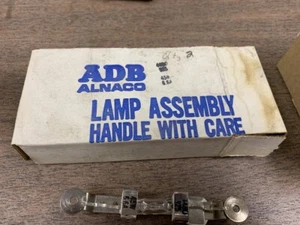 ADB
ALNACO
LAMP ASSEMBLY
HANDLE WITH CARE